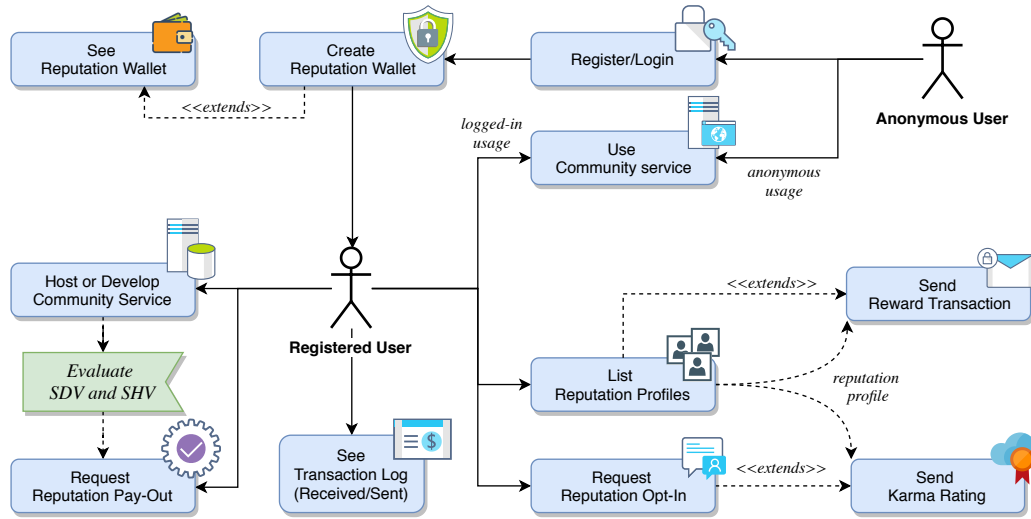 See
Reputation Wallet
Create
Reputation Wallet
Register/Login
Anonymous User
<<extends>>
logged-in
usage
Use
Community service
anonymous
usage
Host or Develop
Community Service
Registered User
<<extends>>
Send
Reward Transaction
Evaluate
SDV and SHV
List
Reputation Profiles
reputation
profile
Request
Reputation Pay-Out
See
Transaction Log
(Received/Sent)
$
Request
Reputation Opt-In
<<extends>>
Send
Karma Rating